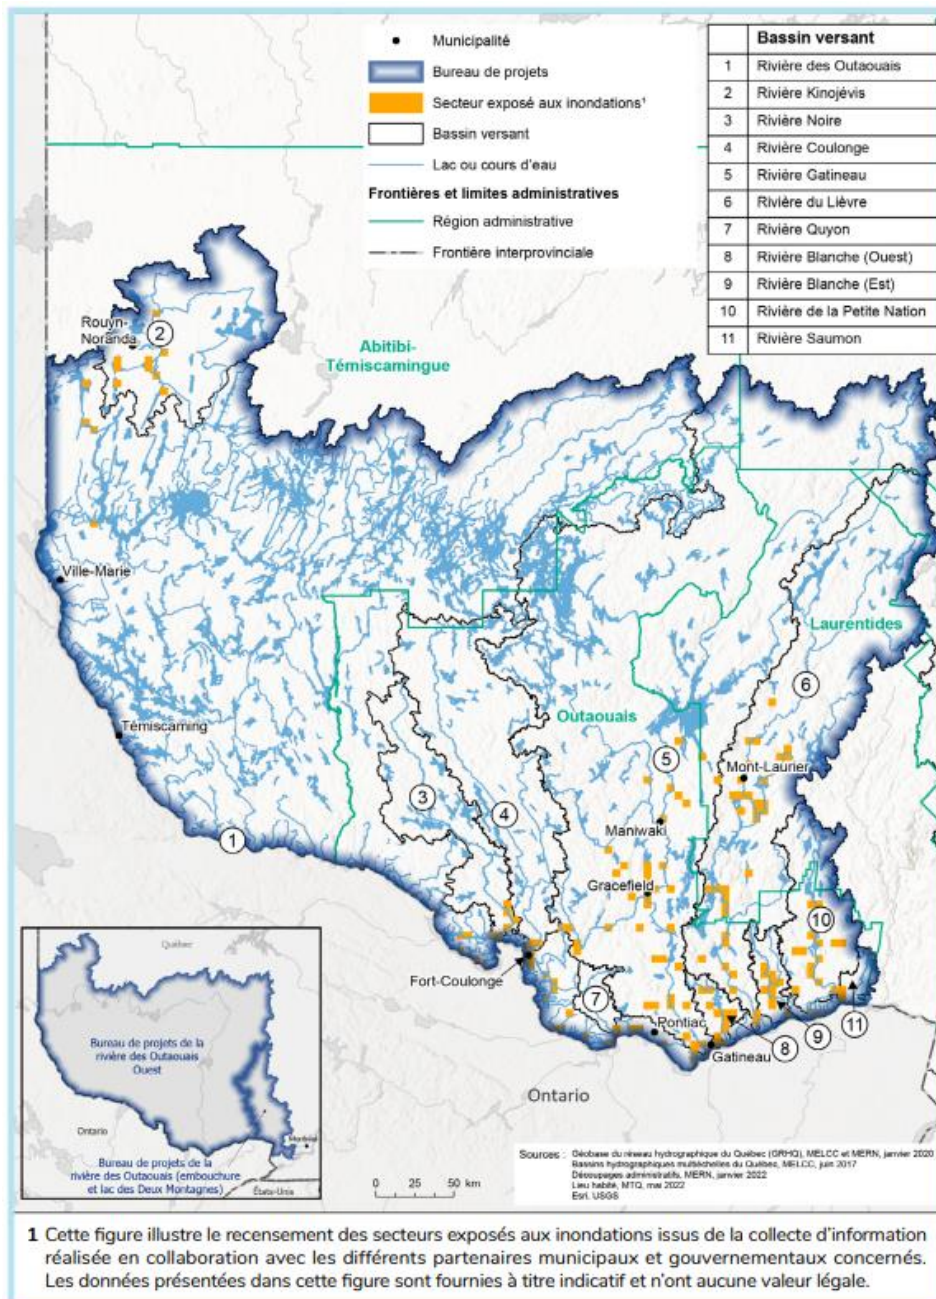 Municipalité
Bureau de projets
Secteur exposé aux inondations¹
Bassin versant
Lac ou cours d'eau
Frontières et limites administratives
Région administrative
Frontière interprovinciale
Bassin versant
1 Rivière des Outaouais
2 Rivière Kinojévis
3 Rivière Noire
4 Rivière Coulonge
5 Rivière Gatineau
6 Rivière du Lièvre
7 Rivière Quyon
8 Rivière Blanche (Ouest)
9 Rivière Blanche (Est)
10 Rivière de la Petite Nation
11 Rivière Saumon
Rouyn-
Noranda
2
Abitibi-
Témiscamingue
Ville-Marie
Laurentides
6
Témiscaming
Outaouais
5
Mont-Laurier
3
4
Maniwaki
1
Gracefield
10
Fort-Coulonge
7
Pontiac
11
9
8
Gatineau
Ontario
Québec
Bureau de projets de la
rivière des Outaouais
Ouest
Ontario
Montréal
Bureau de projets de la
rivière des Outaouais (embouchure
et lac des Deux Montagnes)
États-Unis
0 25 50 km
Sources : Géobase du réseau hydrographique du Québec (GRHQ), MELCC et MERN, janvier 2020
Bassins hydrographiques multiéchelles du Québec, MELCC, juin 2017
Découpages administratifs, MERN, janvier 2022
Lieu habité, MTQ, mai 2022
Esri, USGS
1 Cette figure illustre le recensement des secteurs exposés aux inondations issus de la collecte d'information
réalisée en collaboration avec les différents partenaires municipaux et gouvernementaux concernés.
Les données présentées dans cette figure sont fournies à titre indicatif et n'ont aucune valeur légale.